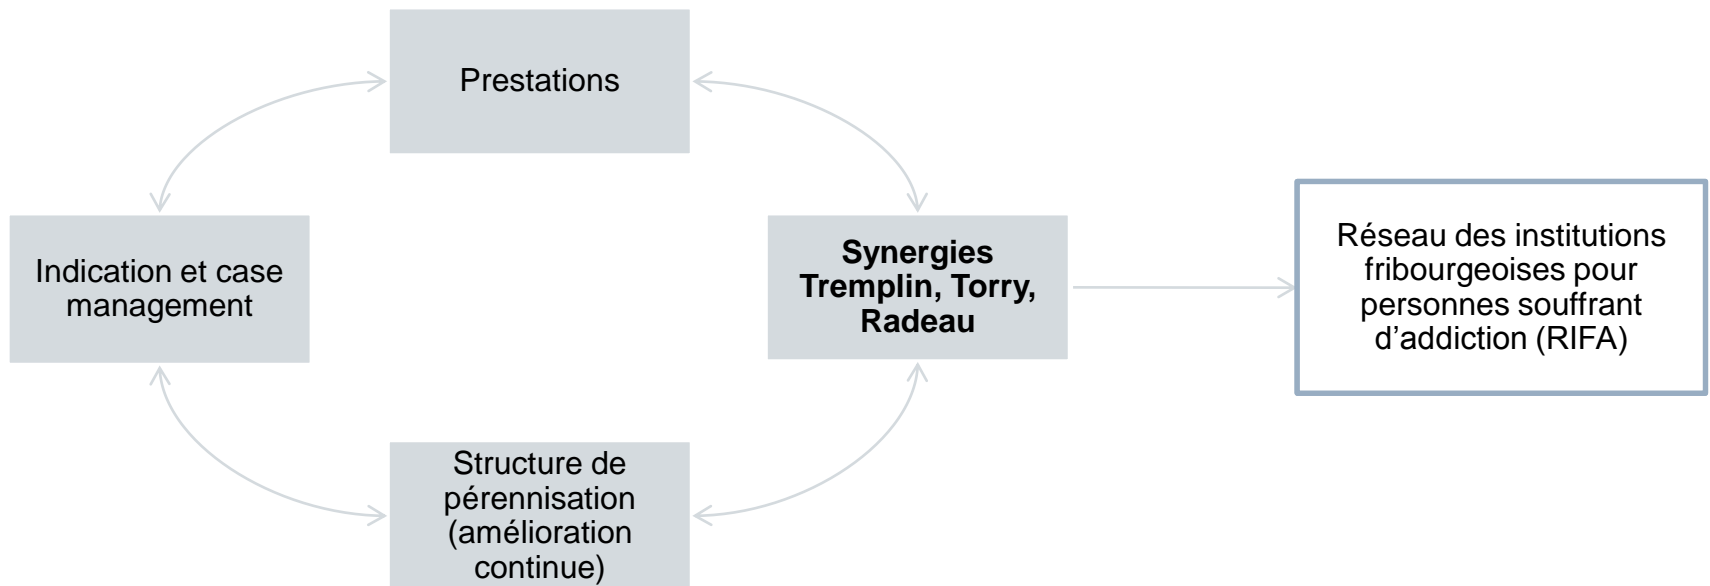 Prestations
Indication et case
management
Synergies
Tremplin, Torry,
Radeau
Réseau des institutions
fribourgeoises pour
personnes souffrant
d’addiction (RIFA)
Structure de
pérennisation
(amélioration
continue)